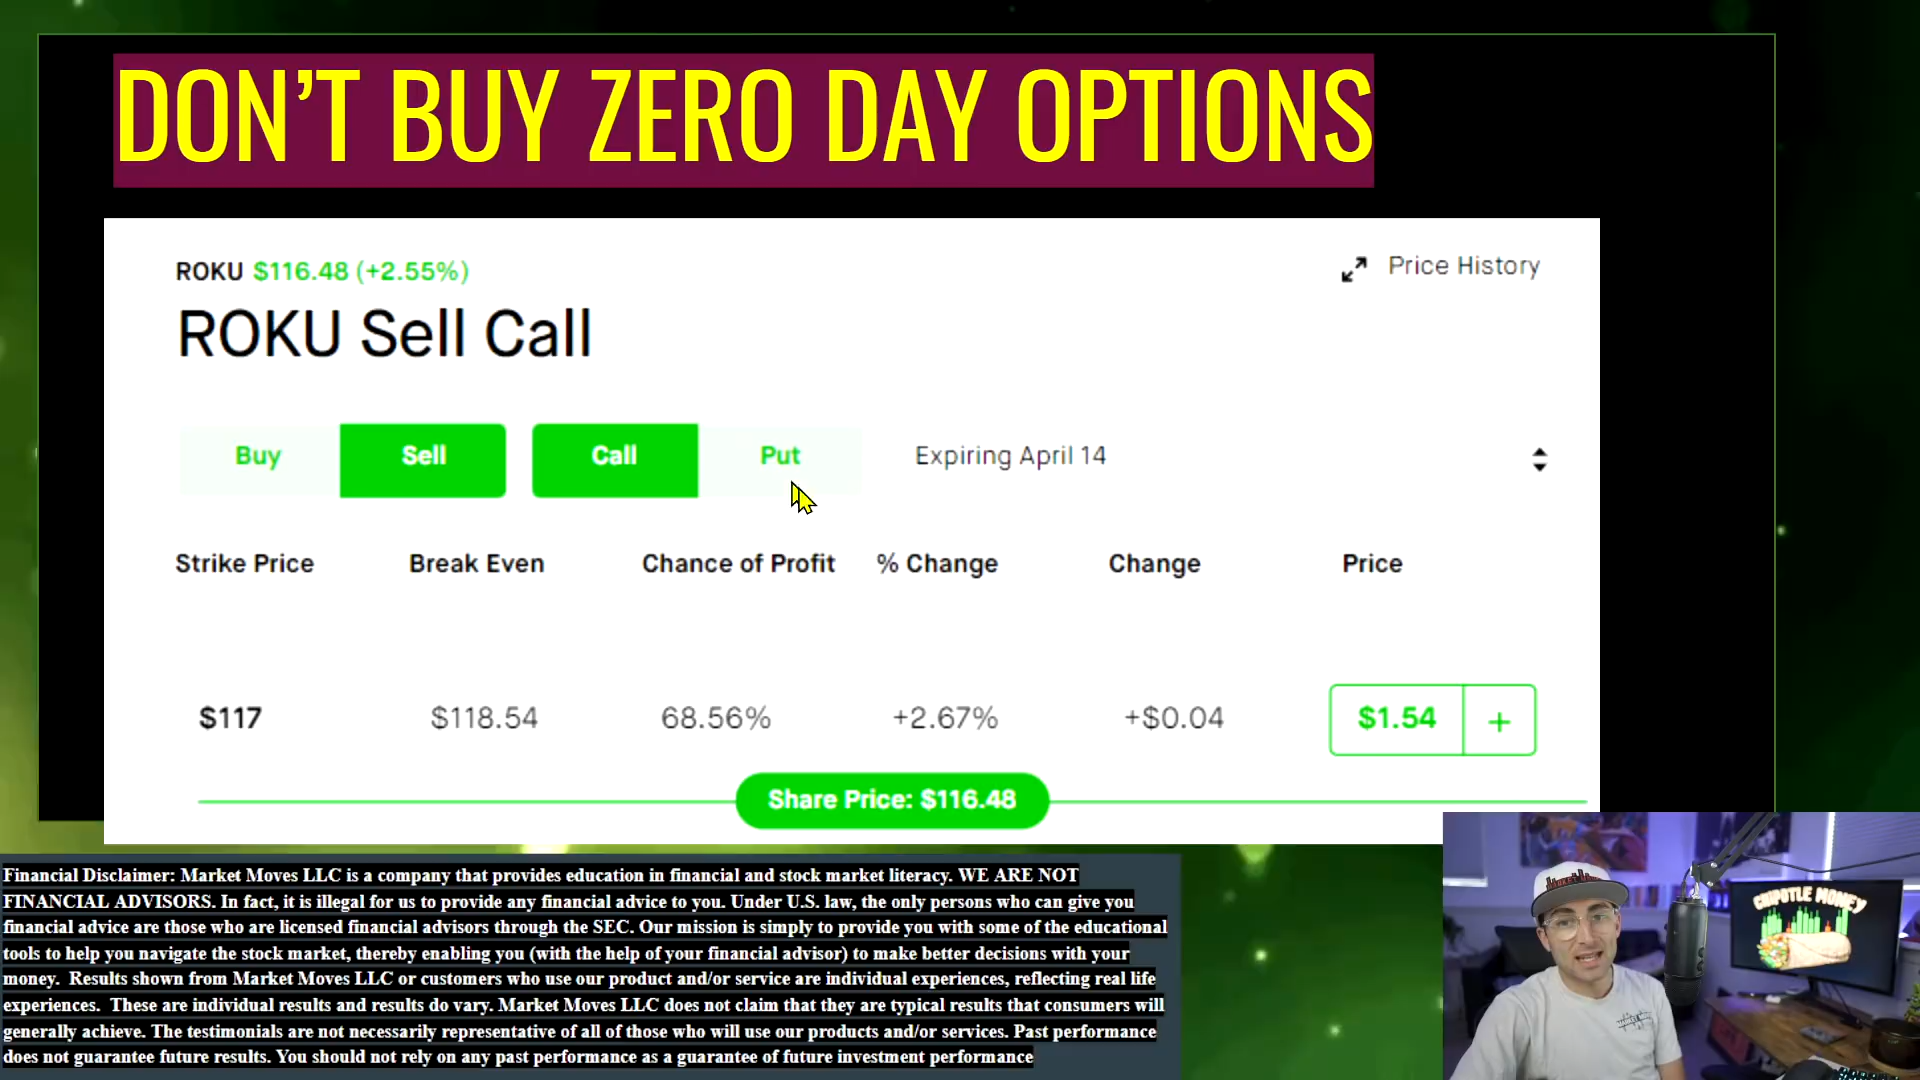 DON’T BUY ZERO DAY OPTIONS
ROKU $116.48 (+2.55%)
Price History
ROKU Sell Call
Buy Sell Call Put Expiring April 14
Strike Price Break Even Chance of Profit % Change Change Price
$117 $118.54 68.56% +2.67% +$0.04 $1.54 +
Share Price: $116.48
Financial Disclaimer: Market Moves LLC is a company that provides education in financial and stock market literacy. WE ARE NOT
FINANCIAL ADVISORS. In fact, it is illegal for us to provide any financial advice to you. Under U.S. law, the only persons who can give you
financial advice are those who are licensed financial advisors through the SEC. Our mission is simply to provide you with some of the educational
tools to help you navigate the stock market, thereby enabling you (with the help of your financial advisor) to make better decisions with your
money. Results shown from Market Moves LLC or customers who use our product and/or service are individual experiences, reflecting real life
experiences. These are individual results and results do vary. Market Moves LLC does not claim that they are typical results that consumers will
generally achieve. The testimonials are not necessarily representative of all of those who will use our products and/or services. Past performance
does not guarantee future results. You should not rely on any past performance as a guarantee of future investment performance
CHIPOTLE MONEY